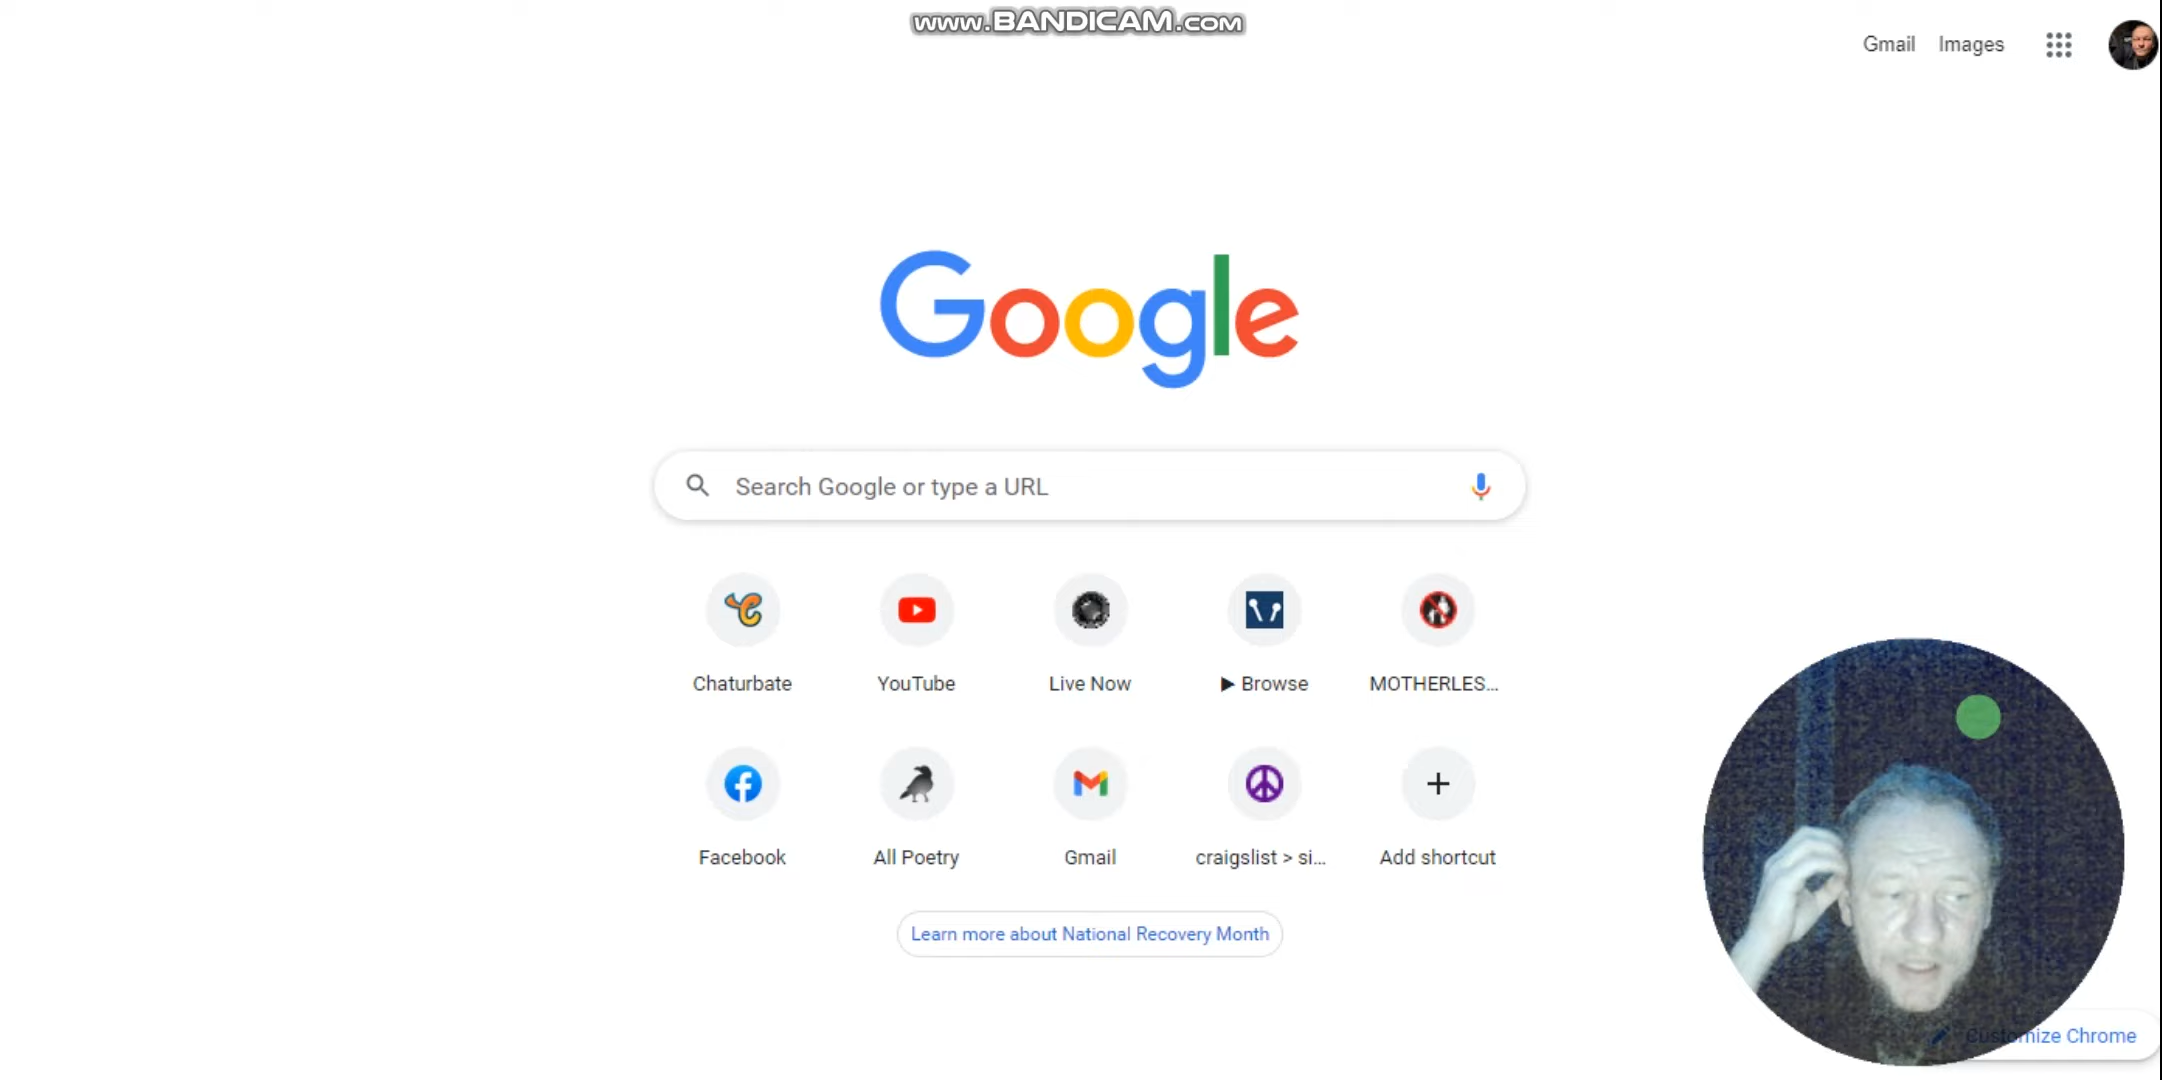 www.BANDICAM.com
Gmail Images
Google
Search Google or type a URL
Chaturbate YouTube Live Now ▶ Browse MOTHERLES...
Facebook All Poetry Gmail craigslist > si... Add shortcut
Learn more about National Recovery Month
Customize Chrome